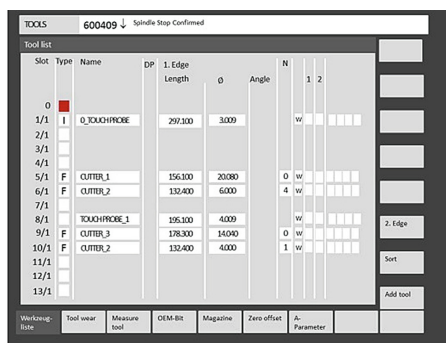 TOOLS 600409 ↓ Spindle Stop Confirmed
Tool list
Slot Type Name DP 1. Edge N
Length Ø Angle 1 2
0
1/1 I 0_TOUCHPROBE 297.100 3.009 w
2/1
3/1
4/1
5/1 F CUTTER_1 156.100 20.080 0 w
6/1 F CUTTER_2 132.400 6.000 4 w
7/1
8/1 TOUCHPROBE_1 195.100 4.009 w
9/1 F CUTTER_3 178.300 14.040 0 w
10/1 F CUTTER_2 132.400 4.000 1 w
11/1
12/1
13/1
2. Edge
Sort
Add tool
Werkzeug-
liste
Tool wear
Measure
tool
OEM-Bit
Magazine
Zero offset
A-
Parameter